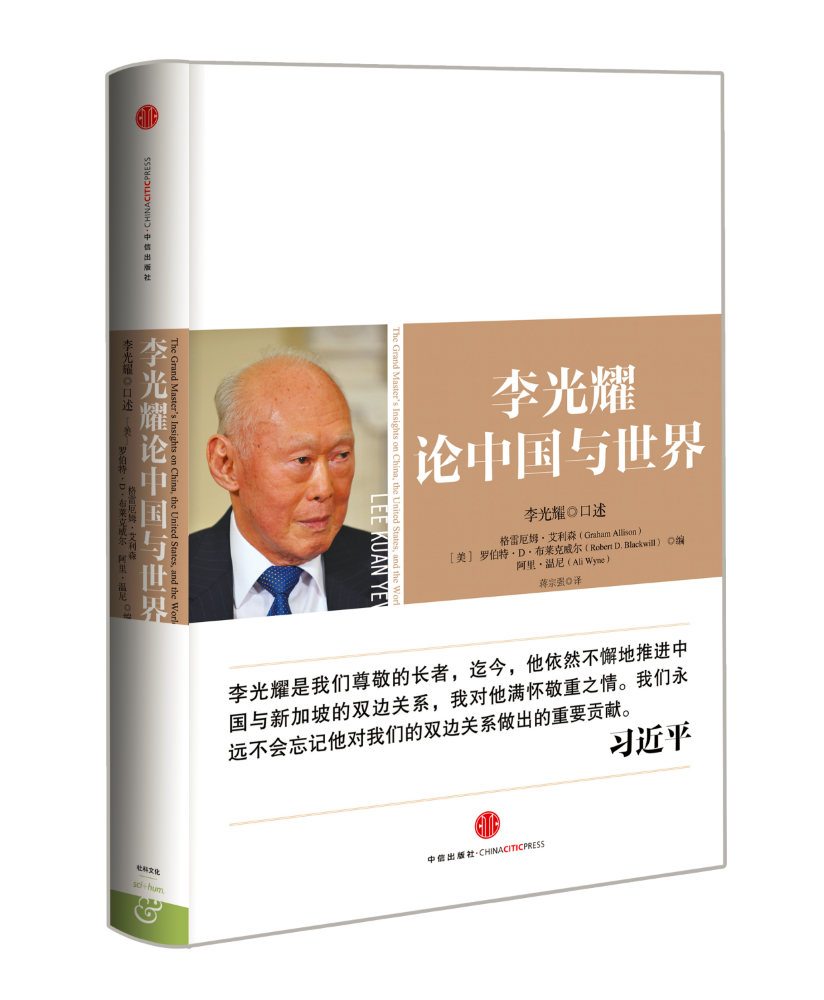 中信出版社·CHINACITICPRESS
李光耀论中国与世界
The Grand Master's Insights on China, the United States, and the World
李光耀◎口述
[美]
格雷厄姆·艾利森
罗伯特·D·布莱克威尔
阿里·温尼
◎编
社科文化
sci+hum.
&
LEE KUAN YEW
The Grand Master's Insights on China, the United States, and the Worl
李光耀
论中国与世界
李光耀◎口述
格雷厄姆·艾利森（Graham Allison）
［美］ 罗伯特·D·布莱克威尔（Robert D. Blackwill） ◎编
阿里·温尼（Ali Wyne）
蒋宗强◎译
李光耀是我们尊敬的长者，迄今，他依然不懈地推进中
国与新加坡的双边关系，我对他满怀敬重之情。我们永
远不会忘记他对我们的双边关系做出的重要贡献。
习近平
中信出版社·CHINACITICPRESS